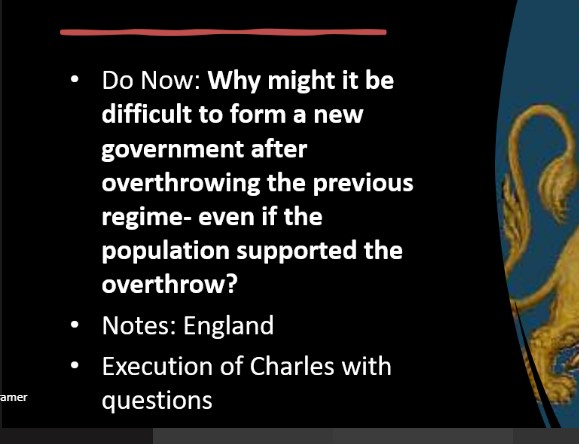 • Do Now: Why might it be
difficult to form a new
government after
overthrowing the previous
regime- even if the
population supported the
overthrow?
• Notes: England
• Execution of Charles with
questions
amer